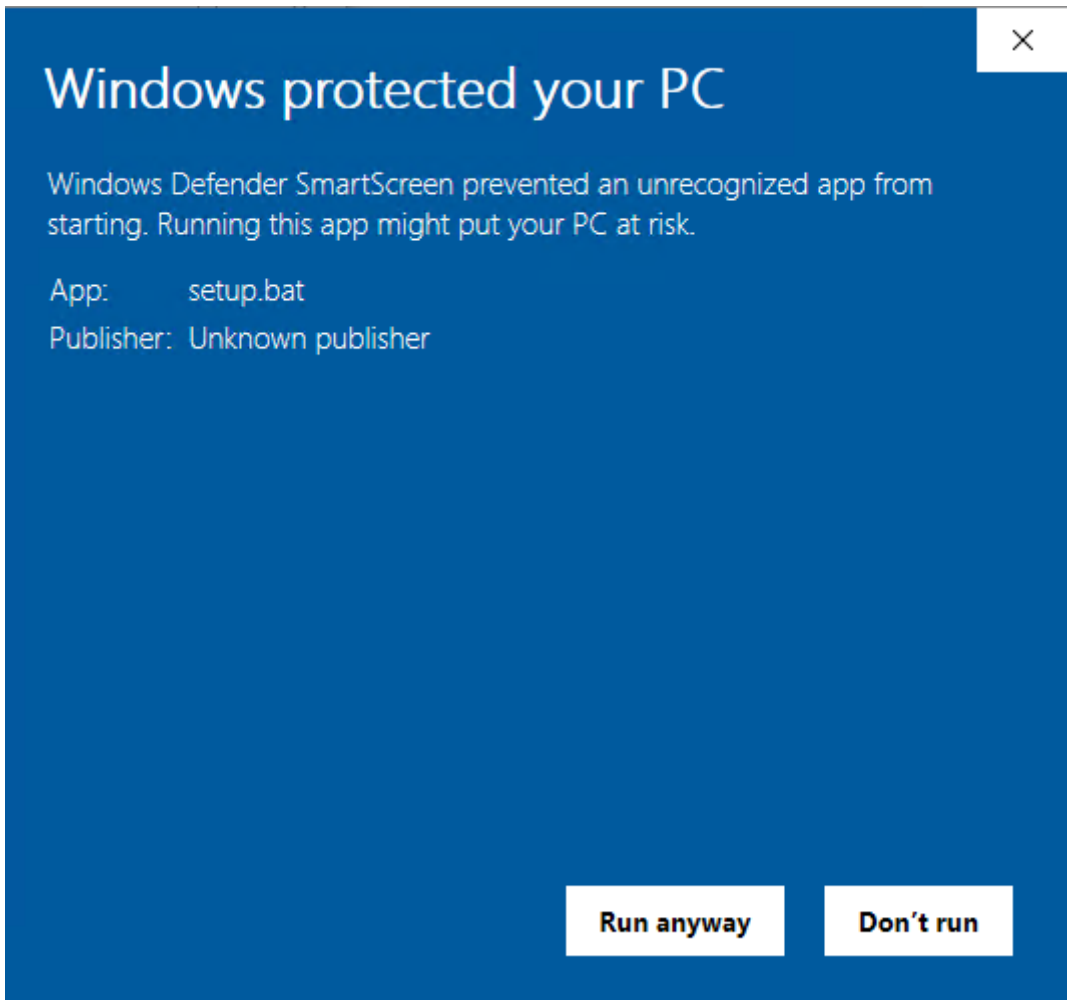 Windows protected your PC
Windows Defender SmartScreen prevented an unrecognized app from
starting. Running this app might put your PC at risk.
App: setup.bat
Publisher: Unknown publisher
Run anyway Don't run